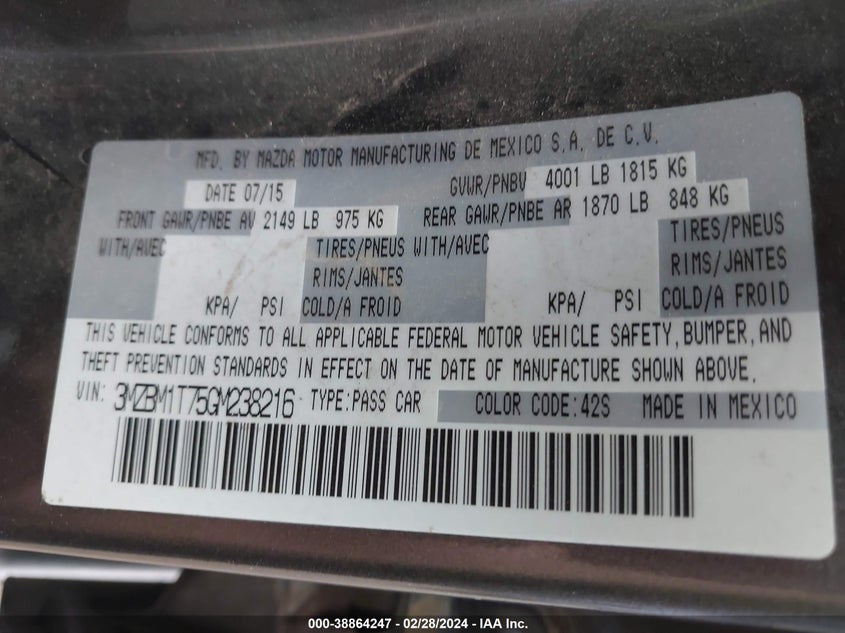 MFD. BY MAZDA MOTOR MANUFACTURING DE MEXICO S.A. DE C.V.
DATE 07/15 GVWR/PNBV 4001 LB 1815 KG
FRONT GAWR/PNBE AV 2149 LB 975 KG REAR GAWR/PNBE AR 1870 LB 848 KG
WITH/AVEC TIRES/PNEUS WITH/AVEC TIRES/PNEUS
RIMS/JANTES RIMS/JANTES
KPA/ PSI COLD/A FROID KPA/ PSI COLD/A FROID
THIS VEHICLE CONFORMS TO ALL APPLICABLE FEDERAL MOTOR VEHICLE SAFETY, BUMPER, AND
THEFT PREVENTION STANDARDS IN EFFECT ON THE DATE OF MANUFACTURE SHOWN ABOVE.
VIN: 3MZBM1T75GM238216 TYPE:PASS CAR COLOR CODE:42S MADE IN MEXICO
000-38864247 - 02/28/2024 - IAA Inc.